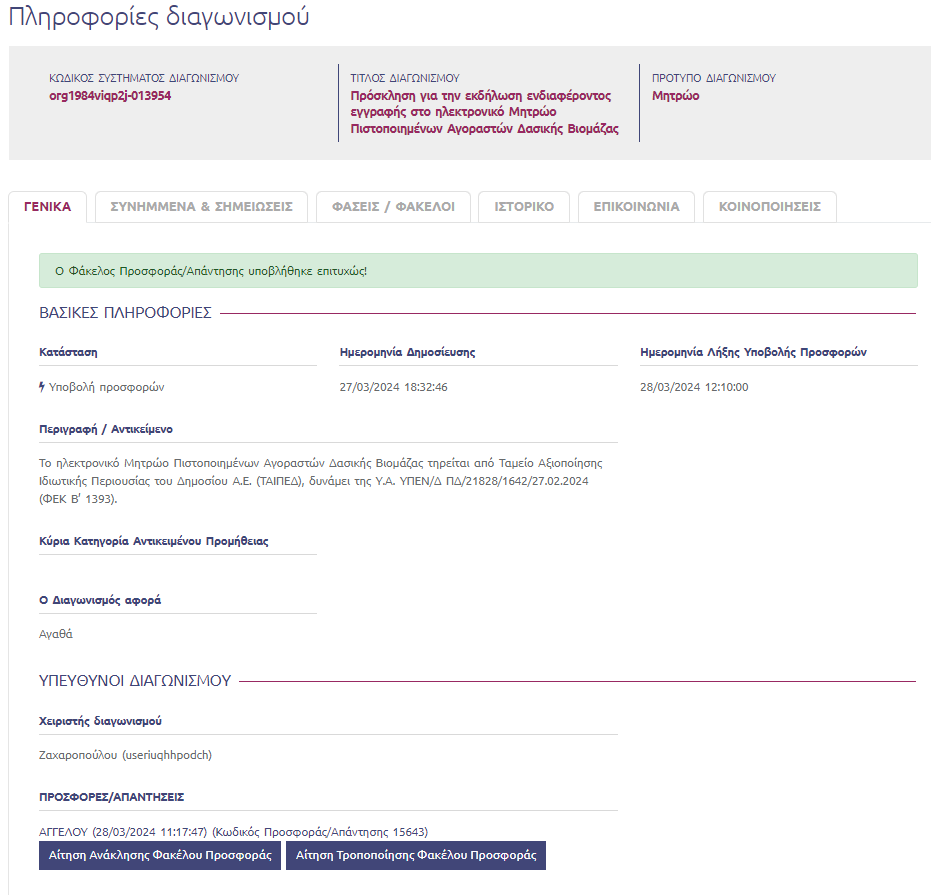 Πληροφορίες διαγωνισμού
ΚΩΔΙΚΟΣ ΣΥΣΤΗΜΑΤΟΣ ΔΙΑΓΩΝΙΣΜΟΥ
org1984viqp2j-013954
ΤΙΤΛΟΣ ΔΙΑΓΩΝΙΣΜΟΥ
Πρόσκληση για την εκδήλωση ενδιαφέροντος
εγγραφής στο ηλεκτρονικό Μητρώο
Πιστοποιημένων Αγοραστών Δασικής Βιομάζας
ΠΡΟΤΥΠΟ ΔΙΑΓΩΝΙΣΜΟΥ
Μητρώο
ΓΕΝΙΚΑ
ΣΥΝΗΜΜΕΝΑ & ΣΗΜΕΙΩΣΕΙΣ
ΦΑΣΕΙΣ / ΦΑΚΕΛΟΙ
ΙΣΤΟΡΙΚΟ
ΕΠΙΚΟΙΝΩΝΙΑ
ΚΟΙΝΟΠΟΙΗΣΕΙΣ
Ο Φάκελος Προσφοράς/Απάντησης υποβλήθηκε επιτυχώς!
ΒΑΣΙΚΕΣ ΠΛΗΡΟΦΟΡΙΕΣ
Κατάσταση
Ημερομηνία Δημοσίευσης
Ημερομηνία Λήξης Υποβολής Προσφορών
Υποβολή προσφορών
27/03/2024 18:32:46
28/03/2024 12:10:00
Περιγραφή / Αντικείμενο
Το ηλεκτρονικό Μητρώο Πιστοποιημένων Αγοραστών Δασικής Βιομάζας τηρείται από Ταμείο Αξιοποίησης
Ιδιωτικής Περιουσίας του Δημοσίου Α.Ε. (ΤΑΙΠΕΔ), δυνάμει της Υ.Α. ΥΠΕΝ/Δ ΠΔ/21828/1642/27.02.2024
(ΦΕΚ Β’ 1393).
Κύρια Κατηγορία Αντικειμένου Προμήθειας
Ο Διαγωνισμός αφορά
Αγαθά
ΥΠΕΥΘΥΝΟΙ ΔΙΑΓΩΝΙΣΜΟΥ
Χειριστής διαγωνισμού
Ζαχαροπούλου (useriuqhhpodch)
ΠΡΟΣΦΟΡΕΣ/ΑΠΑΝΤΗΣΕΙΣ
ΑΓΓΕΛΟΥ (28/03/2024 11:17:47) (Κωδικός Προσφοράς/Απάντησης 15643)
Αίτηση Ανάκλησης Φακέλου Προσφοράς
Αίτηση Τροποποίησης Φακέλου Προσφοράς